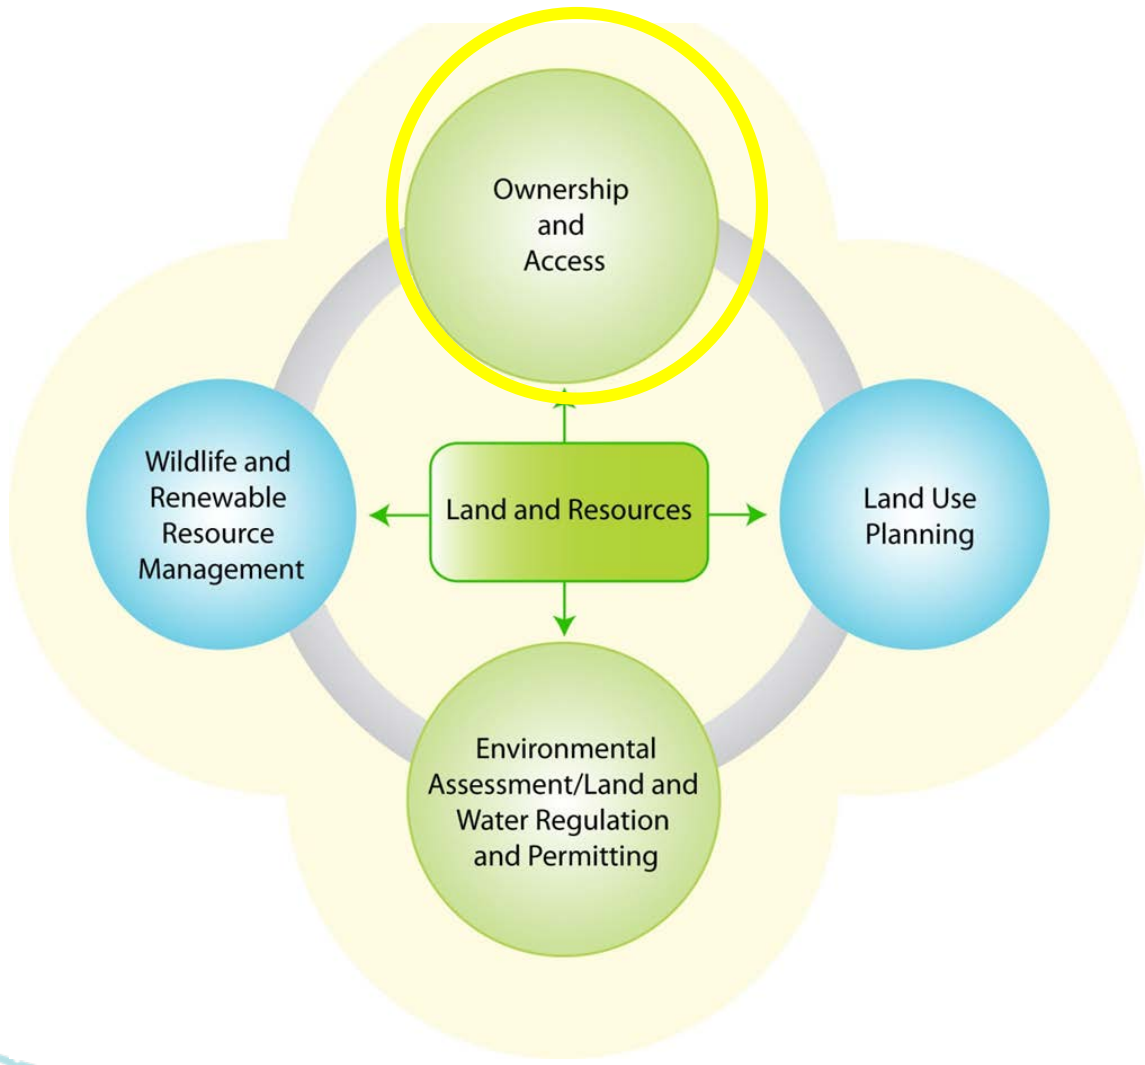 Ownership
and
Access
Wildlife and
Renewable
Resource
Management
Land and Resources
Land Use
Planning
Environmental
Assessment/Land and
Water Regulation
and Permitting